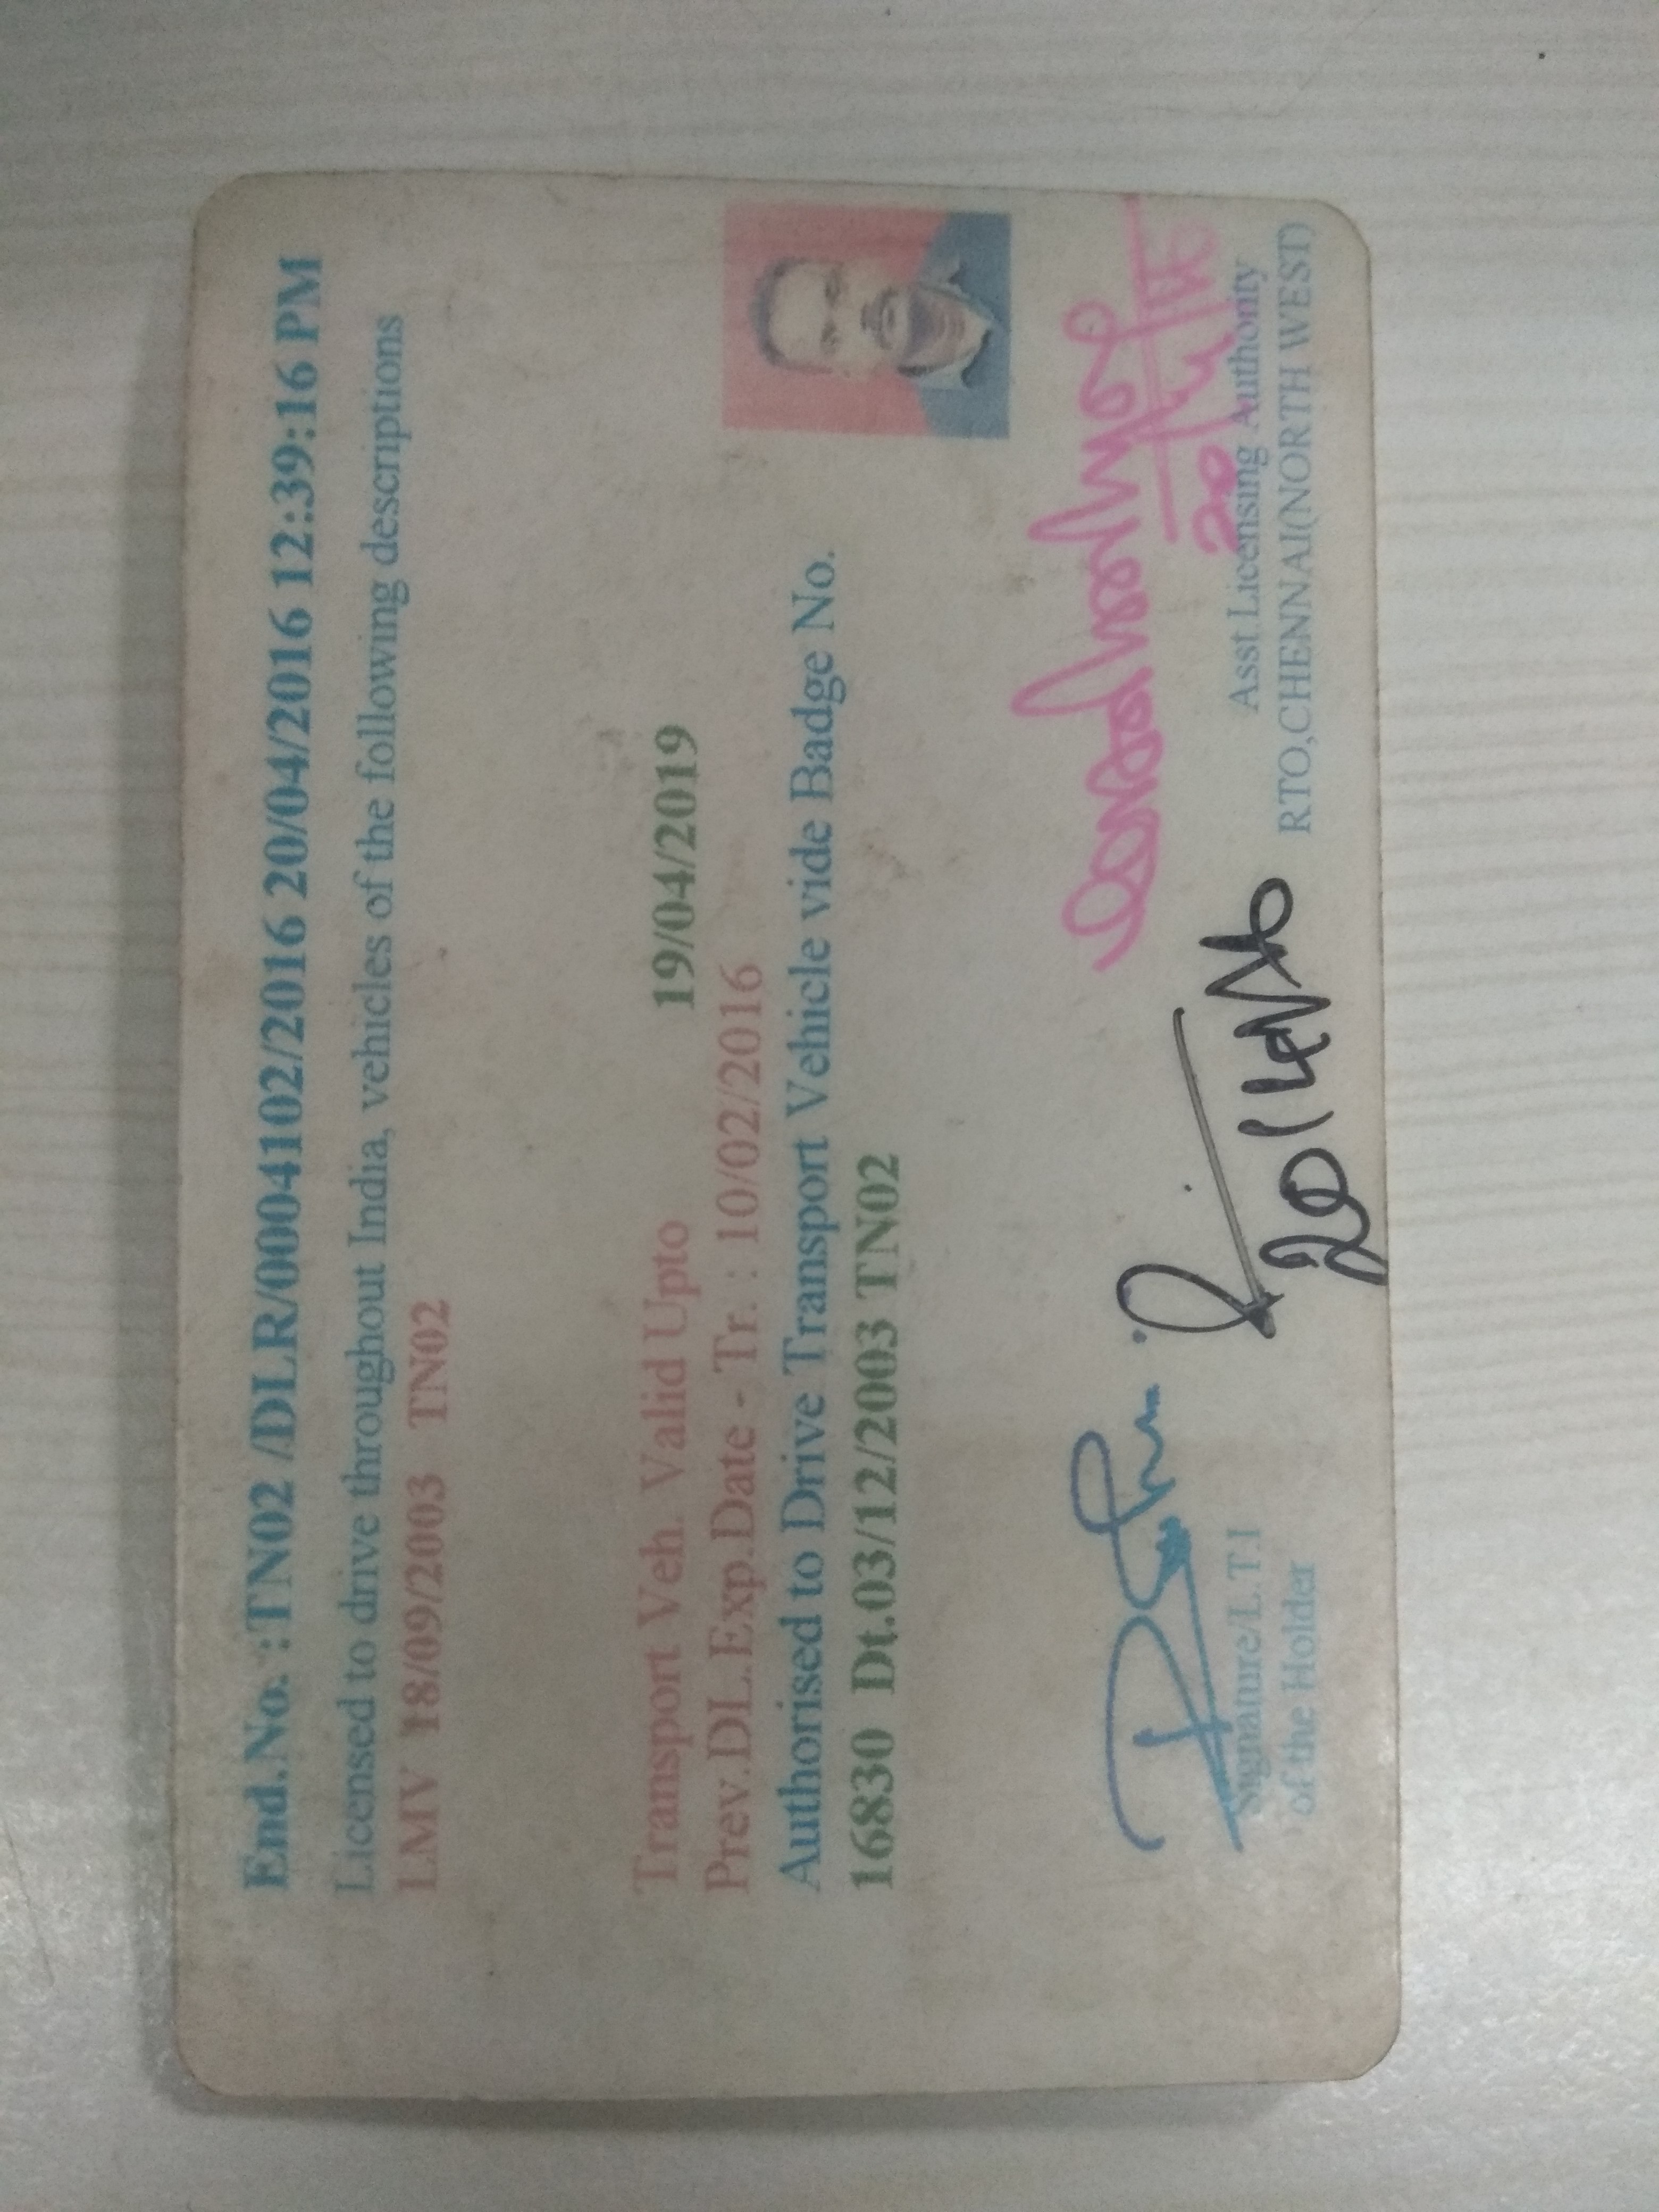 End.No. :TN02 /DLR/0004102/2016 20/04/2016 12:39:16 PM
Licensed to drive throughout India, vehicles of the following descriptions
LMV 18/09/2003 TN02
Transport Veh. Valid Upto 19/04/2019
Prev.DL.Exp.Date - Tr. : 10/02/2016
Authorised to Drive Transport Vehicle vide Badge No.
16830 Dt.03/12/2003 TN02
Signature/L.T.I
of the Holder
Asst Licensing Authority
RTO,CHENNAI(NORTH WEST)